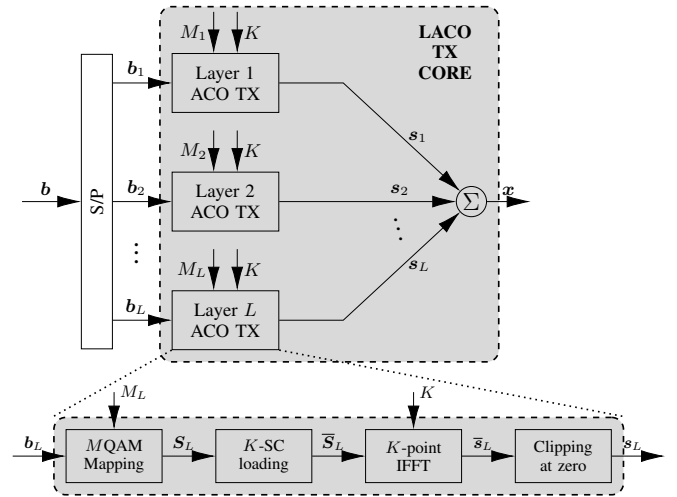 M₁ K
LACO
TX
CORE
b₁
Layer 1
ACO TX
s₁
M₂ K
b
S/P
b₂
Layer 2
ACO TX
s₂
Σ
x
⋮
⋱
M_L K
s_L
b_L
Layer L
ACO TX
M_L
K
b_L
MQAM
Mapping
S_L
K-SC
loading
S̅_L
K-point
IFFT
s̅_L
Clipping
at zero
s_L